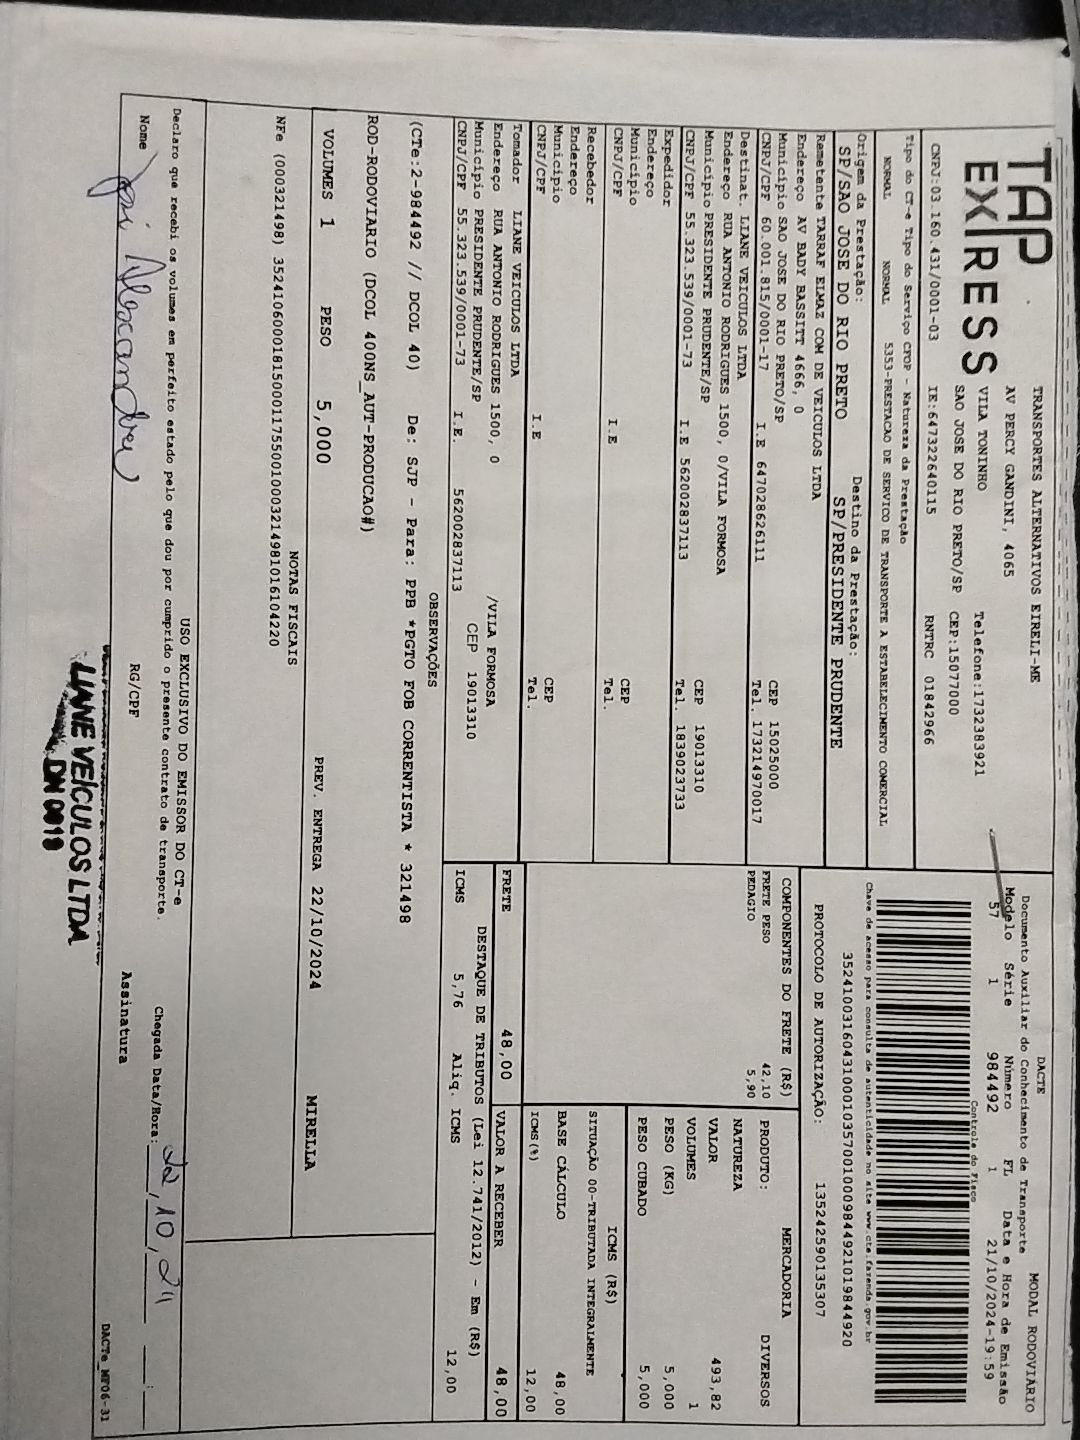 TAP EXPRESS
TRANSPORTES ALTERNATIVOS EIRELI-ME
AV PERCY GANDINI, 4065
VILA TONINHO Telefone:1732383921
SAO JOSE DO RIO PRETO/SP CEP:15077000
CNPJ:03.160.431/0001-03 IE:647322640115 RNTRC 01842966
DACTE MODAL RODOVIÁRIO
Documento Auxiliar do Conhecimento de Transporte
Modelo Série Número FL Data e Hora de Emissão
57 1 984492 1 21/10/2024-19:59
Controle do Fisco
Chave de acesso para consulta de autenticidade no site www.cte.fazenda.gov.br
35241003160431000103570010009844921019844920
PROTOCOLO DE AUTORIZAÇÃO: 135242590135307
Tipo do CT-e Tipo do Serviço CFOP - Natureza da Prestação
NORMAL NORMAL 5353-PRESTACAO DE SERVICO DE TRANSPORTE A ESTABELECIMENTO COMERCIAL
Origem da Prestação: Destino da Prestação:
SP/SAO JOSE DO RIO PRETO SP/PRESIDENTE PRUDENTE
Remetente TARRAF ELMAZ COM DE VEICULOS LTDA
Endereço AV BADY BASSITT 4666, 0
Município SAO JOSE DO RIO PRETO/SP CEP 15025000
CNPJ/CPF 60.001.815/0001-17 I.E 647028626111 Tel. 173214970017
Destinat. LIANE VEICULOS LTDA
Endereço RUA ANTONIO RODRIGUES 1500, 0/VILA FORMOSA
Município PRESIDENTE PRUDENTE/SP CEP 19013310
CNPJ/CPF 55.323.539/0001-73 I.E 562002837113 Tel. 1839023733
Expedidor
Endereço
Município CEP
CNPJ/CPF I.E Tel.
Recebedor
Endereço
Município CEP
CNPJ/CPF I.E Tel.
Tomador LIANE VEICULOS LTDA
Endereço RUA ANTONIO RODRIGUES 1500, 0 /VILA FORMOSA
Município PRESIDENTE PRUDENTE/SP CEP 19013310
CNPJ/CPF 55.323.539/0001-73 I.E. 562002837113
COMPONENTES DO FRETE (R$)
FRETE PESO 42,10
PEDAGIO 5,90
MERCADORIA
PRODUTO: DIVERSOS
NATUREZA
VALOR 493,82
VOLUMES 1
PESO (KG) 5,000
PESO CUBADO 5,000
ICMS (R$)
SITUAÇÃO 00-TRIBUTADA INTEGRALMENTE
BASE CÁLCULO 48,00
ICMS(%) 12,00
FRETE 48,00 VALOR A RECEBER 48,00
DESTAQUE DE TRIBUTOS (Lei 12.741/2012) - Em (R$)
ICMS 5,76 Aliq. ICMS 12,00
OBSERVAÇÕES
(CTe:2-984492 // DCOL 40) De: SJP - Para: PPB *PGTO FOB CORRENTISTA * 321498
ROD-RODOVIARIO (DCOL 400NS_AUT-PRODUCAO#)
VOLUMES 1 PESO 5,000 PREV. ENTREGA 22/10/2024 MIRELLA
NOTAS FISCAIS
NFe (000321498) 35241060001815000117550010003214981016104220
USO EXCLUSIVO DO EMISSOR DO CT-e
Declaro que recebi os volumes em perfeito estado pelo que dou por cumprido o presente contrato de transporte. Chegada Data/Hora: 22/10/24 __:__
Nome Alexandre RG/CPF Assinatura
LIANE VEÍCULOS LTDA
DN 0818
DACTe_MF06-31